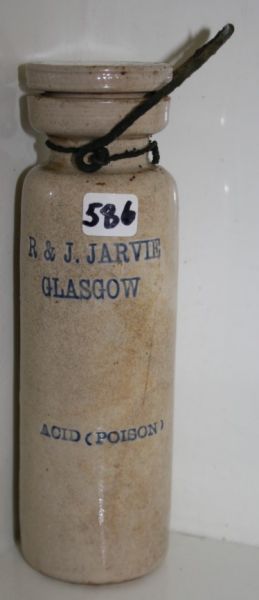 586
R & J. JARVIE
GLASGOW
ACID (POISON)